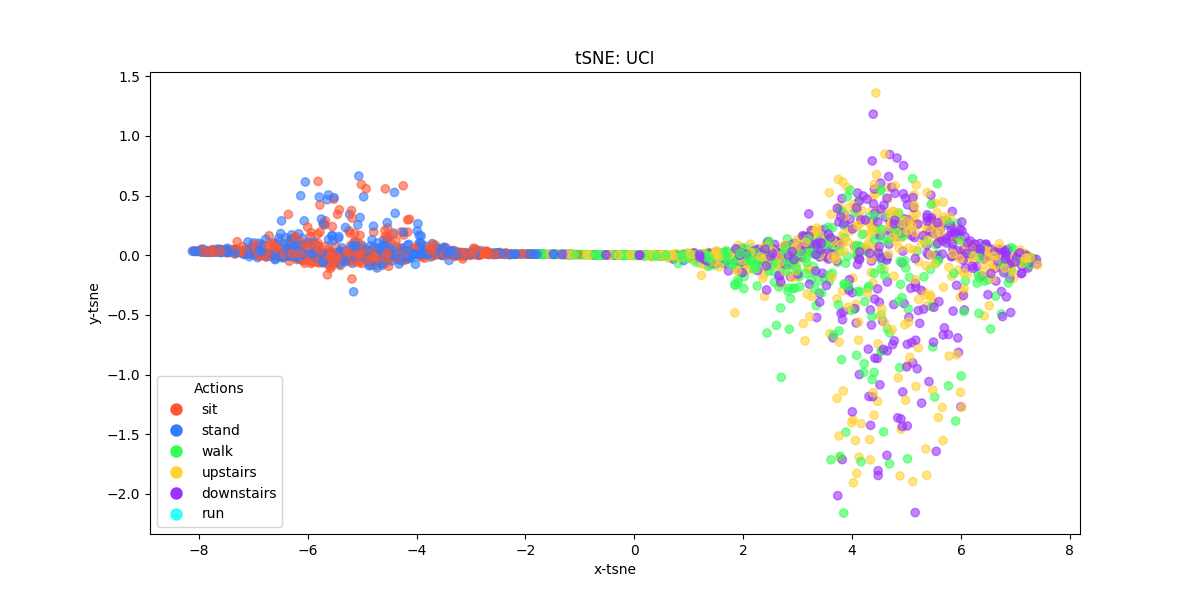 tSNE: UCI
1.5
1.0
0.5
0.0
−0.5
−1.0
−1.5
−2.0
y-tsne
Actions
sit
stand
walk
upstairs
downstairs
run
−8
−6
−4
−2
0
2
4
6
8
x-tsne